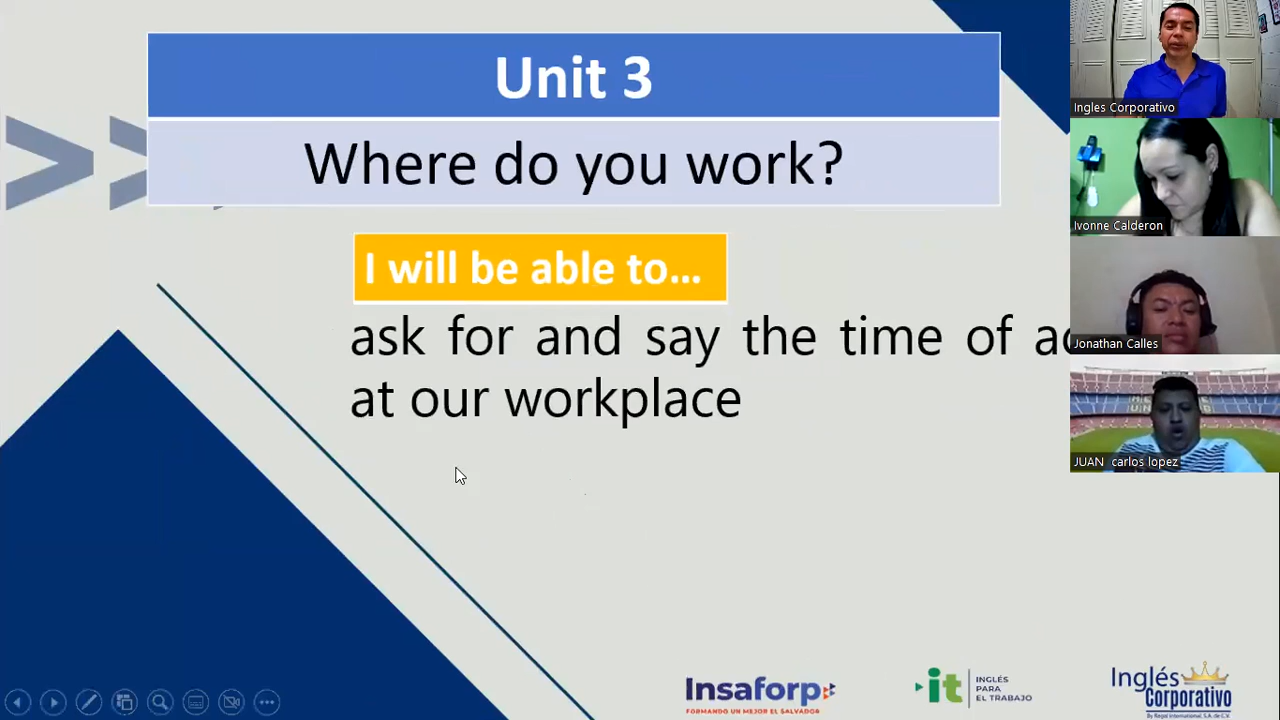 Unit 3
Where do you work?
I will be able to...
ask for and say the time of
at our workplace
Ingles Corporativo
Ivonne Calderon
Jonathan Calles
JUAN carlos lopez
Insaforp
FORMANDO UN MEJOR EL SALVADOR
it INGLÉS
PARA
EL TRABAJO
Inglés
Corporativo
By Regal International, S.A. de C.V.